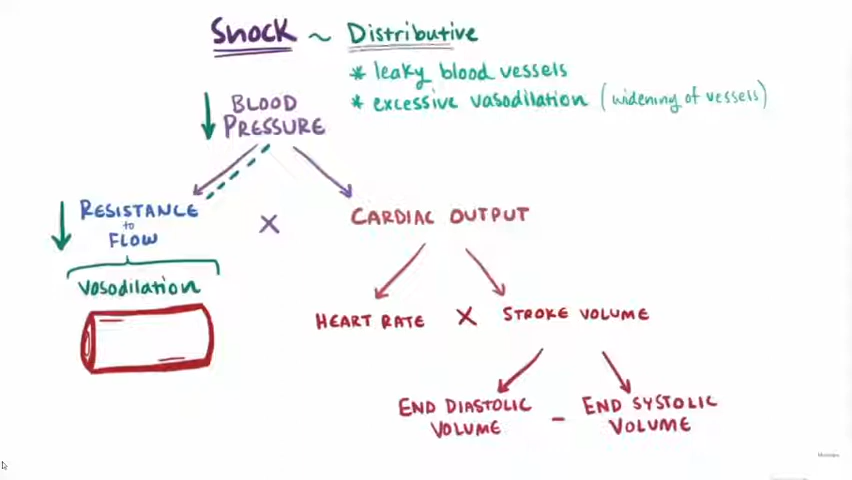 Shock ~ Distributive
* leaky blood vessels
* excessive vasodilation (widening of vessels)
↓ BLOOD
PRESSURE
↓ RESISTANCE
to
FLOW
X
CARDIAC OUTPUT
vasodilation
HEART RATE X STROKE VOLUME
END DIASTOLIC
VOLUME
-
END SYSTOLIC
VOLUME